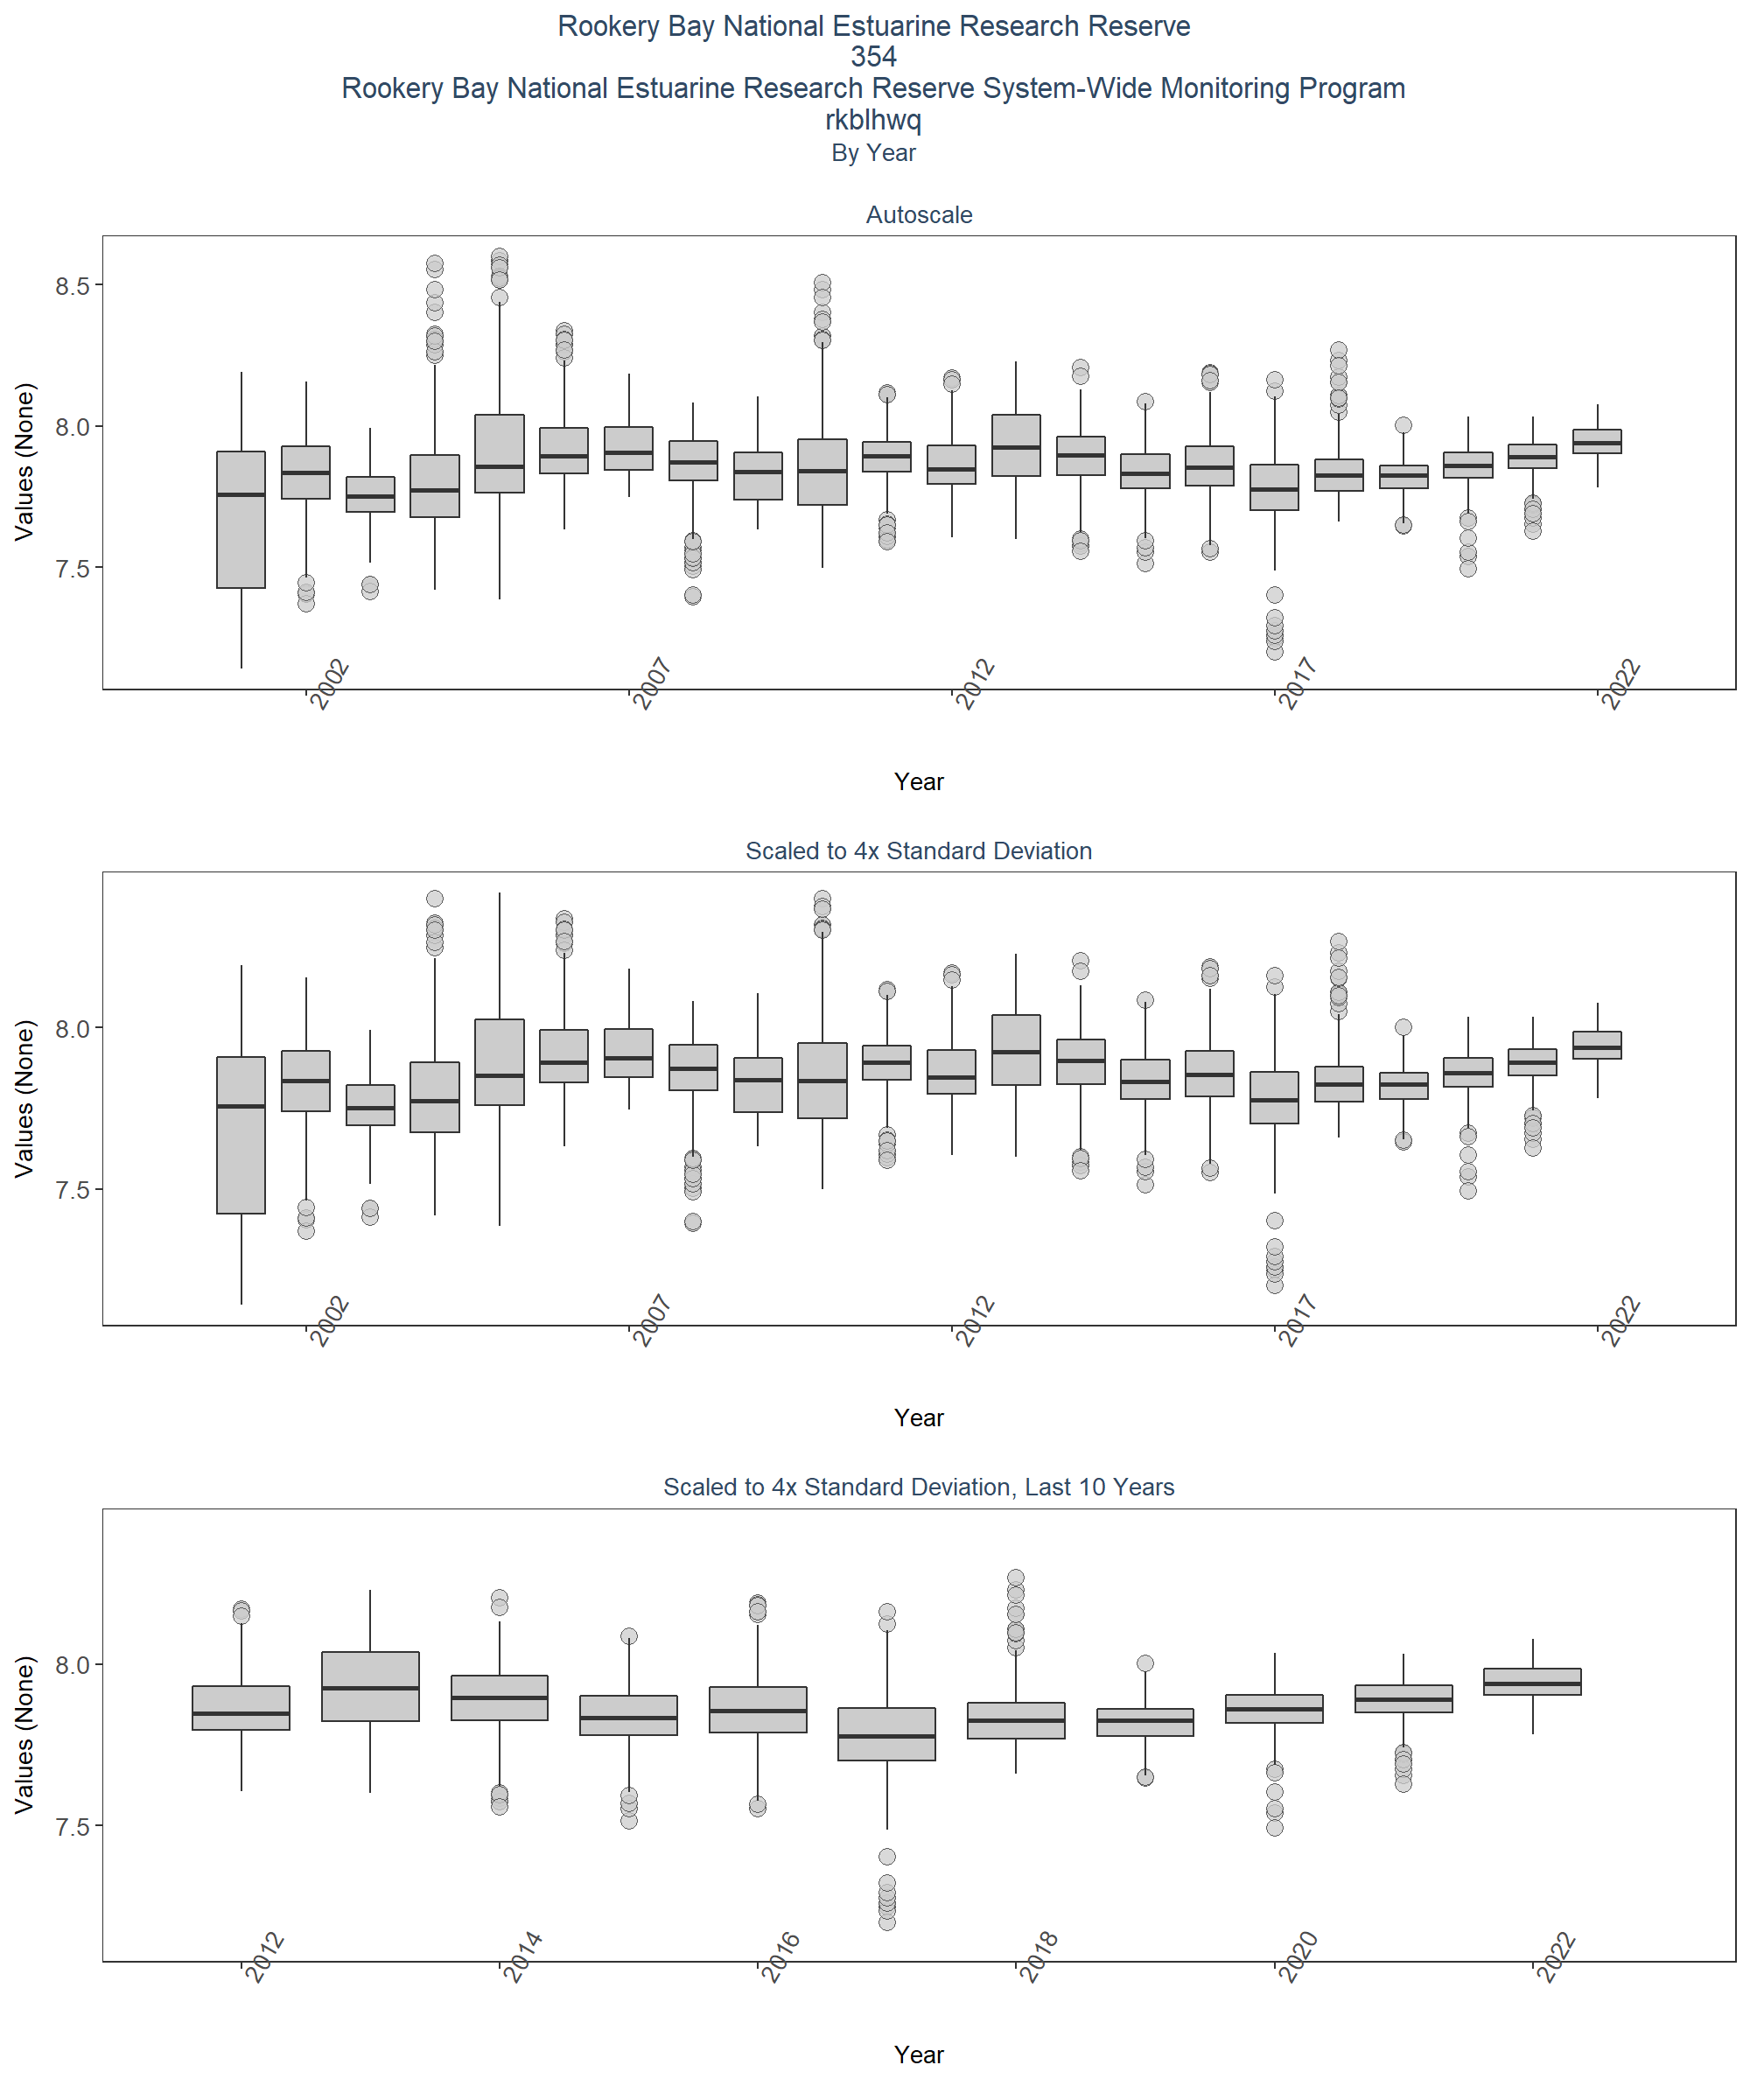 Rookery Bay National Estuarine Research Reserve
354
Rookery Bay National Estuarine Research Reserve System-Wide Monitoring Program
rkblhwq
By Year
Autoscale
Values (None)
8.5
8.0
7.5
2002 2007 2012 2017 2022
Year
Scaled to 4x Standard Deviation
Values (None)
8.0
7.5
2002 2007 2012 2017 2022
Year
Scaled to 4x Standard Deviation, Last 10 Years
Values (None)
8.0
7.5
2012 2014 2016 2018 2020 2022
Year